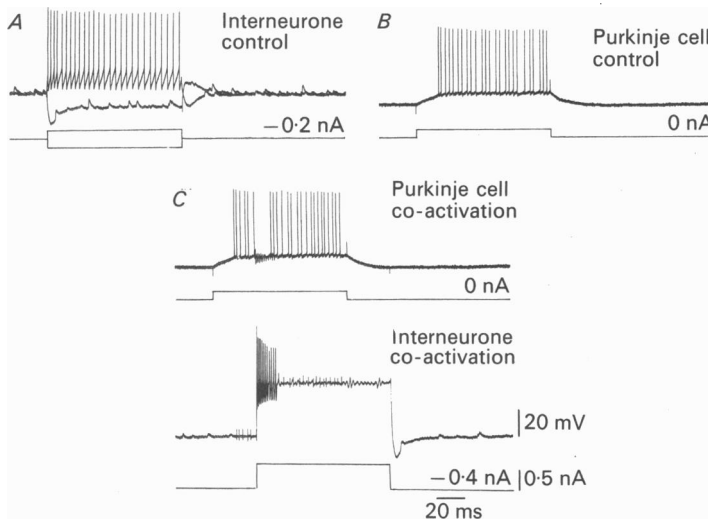 A
Interneurone
control
−0·2 nA
B
Purkinje cell
control
0 nA
C
Purkinje cell
co-activation
0 nA
Interneurone
co-activation
20 mV
−0·4 nA
0·5 nA
20 ms